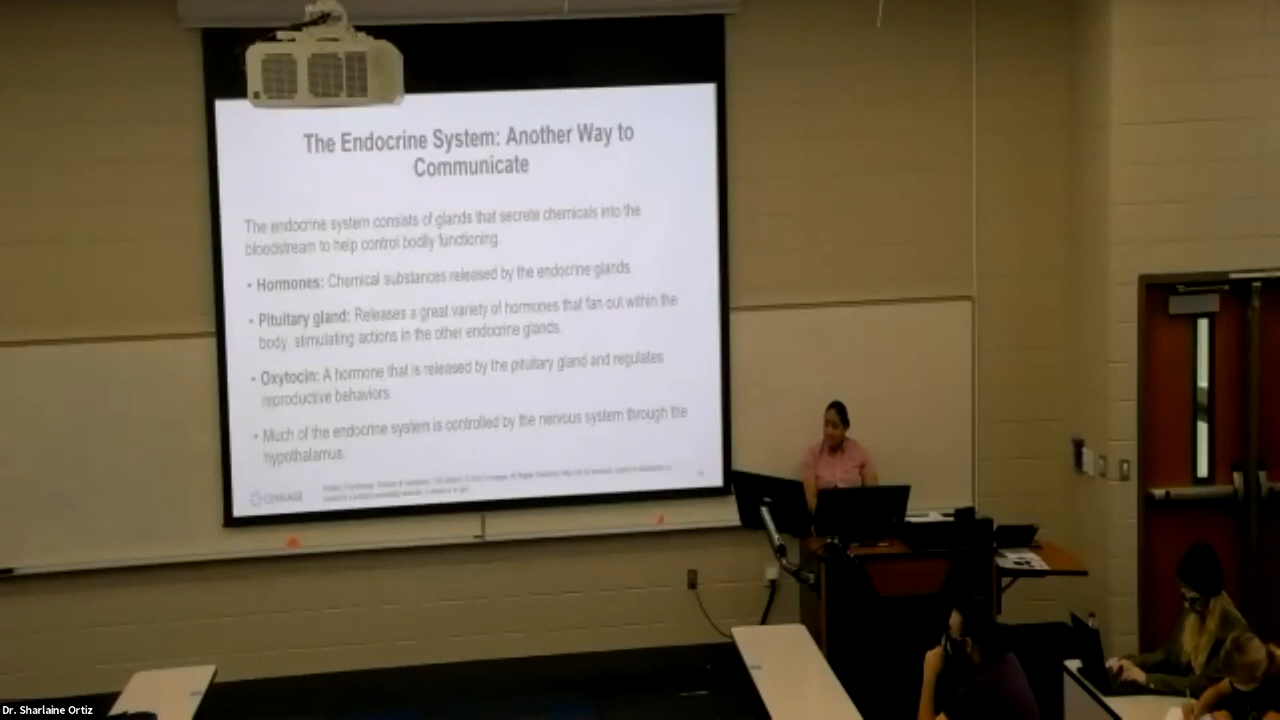 The Endocrine System: Another Way to
Communicate
The endocrine system consists of glands that secrete chemicals into the
bloodstream to help control bodily functioning.
• Hormones: Chemical substances released by the endocrine glands.
• Pituitary gland: Releases a great variety of hormones that fan out within the
body, stimulating actions in the other endocrine glands.
• Oxytocin: A hormone that is released by the pituitary gland and regulates
reproductive behaviors.
• Much of the endocrine system is controlled by the nervous system through the
hypothalamus.
CENGAGE
Dr. Sharlaine Ortiz